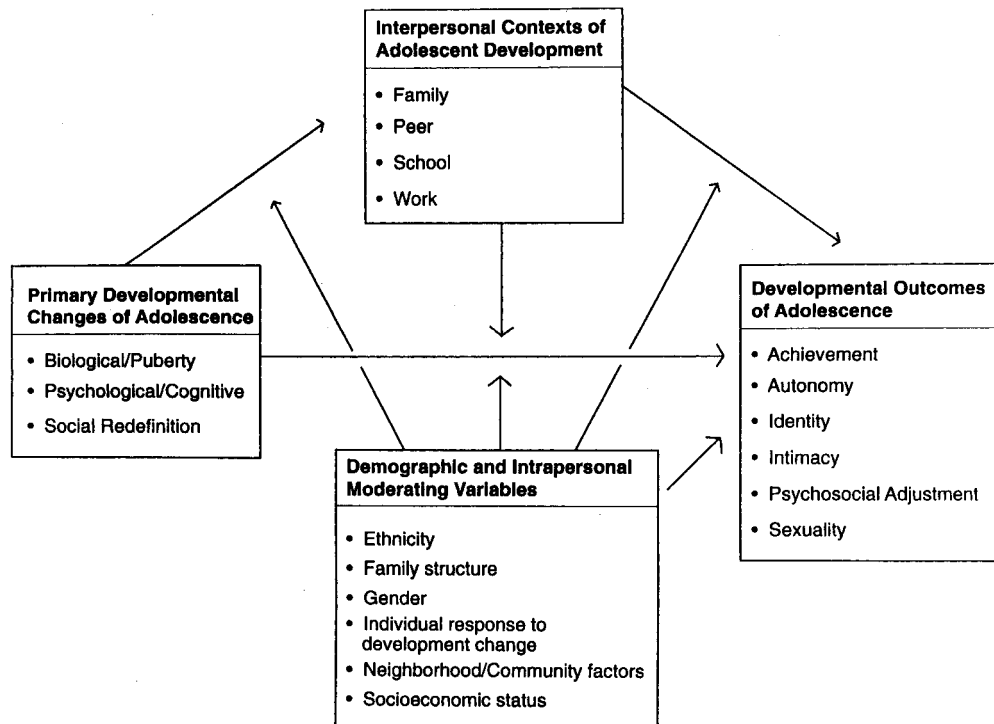 Interpersonal Contexts of
Adolescent Development
• Family
• Peer
• School
• Work
Primary Developmental
Changes of Adolescence
• Biological/Puberty
• Psychological/Cognitive
• Social Redefinition
Developmental Outcomes
of Adolescence
• Achievement
• Autonomy
• Identity
• Intimacy
• Psychosocial Adjustment
• Sexuality
Demographic and Intrapersonal
Moderating Variables
• Ethnicity
• Family structure
• Gender
• Individual response to
development change
• Neighborhood/Community factors
• Socioeconomic status